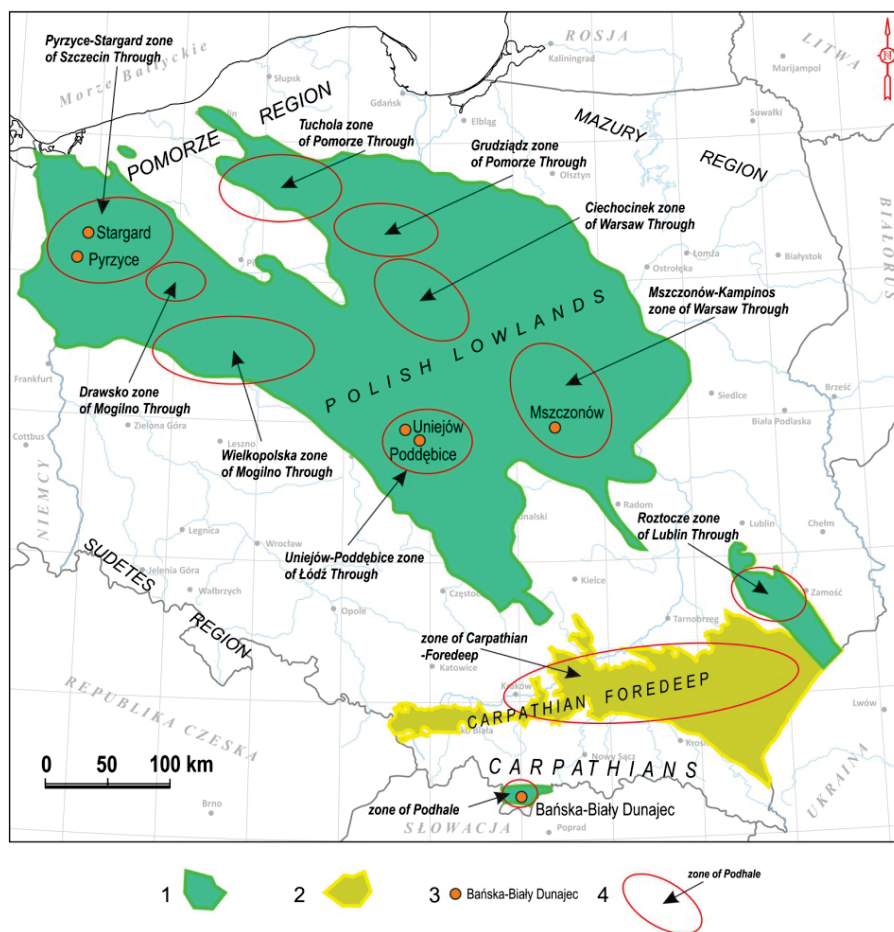 Pyrzyce-Stargard zone
of Szczecin Through
Morze Bałtyckie
ROSJA
Kaliningrad
LITWA
Marijampol
Słupsk
Gdańsk
Elbląg
Suwałki
POMORZE REGION
Tuchola zone
of Pomorze Through
Grudziądz zone
of Pomorze Through
MAZURY REGION
Olsztyn
Ciechocinek zone
of Warsaw Through
BIAŁORUS
Stargard
Pyrzyce
Łomża
Białystok
Ostrołęka
Mszczonów-Kampinos
zone of Warsaw Through
POLISH LOWLANDS
Frankfurt
Drawsko zone
of Mogilno Through
Siedlce
Brześć
Biała Podlaska
Zielona Góra
Cottbus
Leszno
Wielkopolska zone
of Mogilno Through
Uniejów
Poddębice
Mszczonów
NIEMCY
Radom
Roztocze zone
of Lublin Through
Lublin
Chełm
Legnica
Wrocław
Uniejów-Poddębice zone
of Łódź Through
Jelenia Góra
Wałbrzych
SUDETES REGION
Opole
Kielce
Zamość
Tarnobrzeg
zone of Carpathian
-Foredeep
Katowice
Kraków
CARPATHIAN FOREDEEP
Lwów
REPUBLIKA CZESKA
Nowy Sącz
0 50 100 km
CARPATHIANS
UKRAINA
Brno
zone of Podhale
Bańska-Biały Dunajec
SŁOWACJA
Poprad
1
2
3 Bańska-Biały Dunajec
4 zone of Podhale